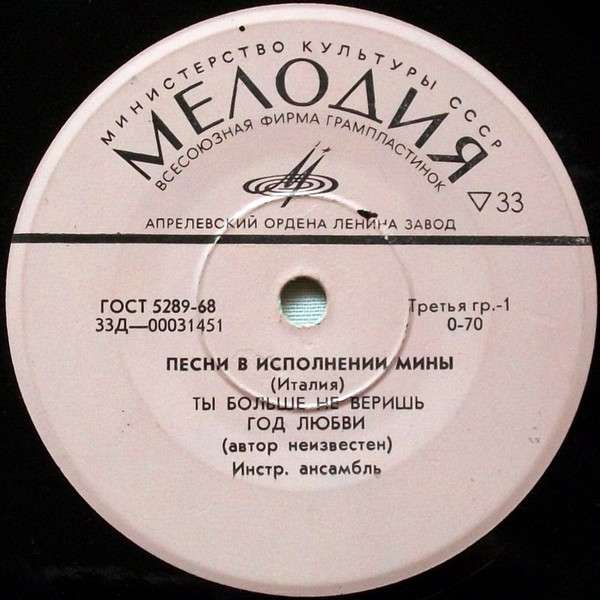 МИНИСТЕРСТВО КУЛЬТУРЫ СССР
МЕЛОДИЯ
ВСЕСОЮЗНАЯ ФИРМА ГРАМПЛАСТИНОК
33
АПРЕЛЕВСКИЙ ОРДЕНА ЛЕНИНА ЗАВОД
ГОСТ 5289-68
Третья гр.-1
33Д—00031451
0-70
ПЕСНИ В ИСПОЛНЕНИИ МИНЫ
(Италия)
ТЫ БОЛЬШЕ НЕ ВЕРИШЬ
ГОД ЛЮБВИ
(автор неизвестен)
Инстр. ансамбль